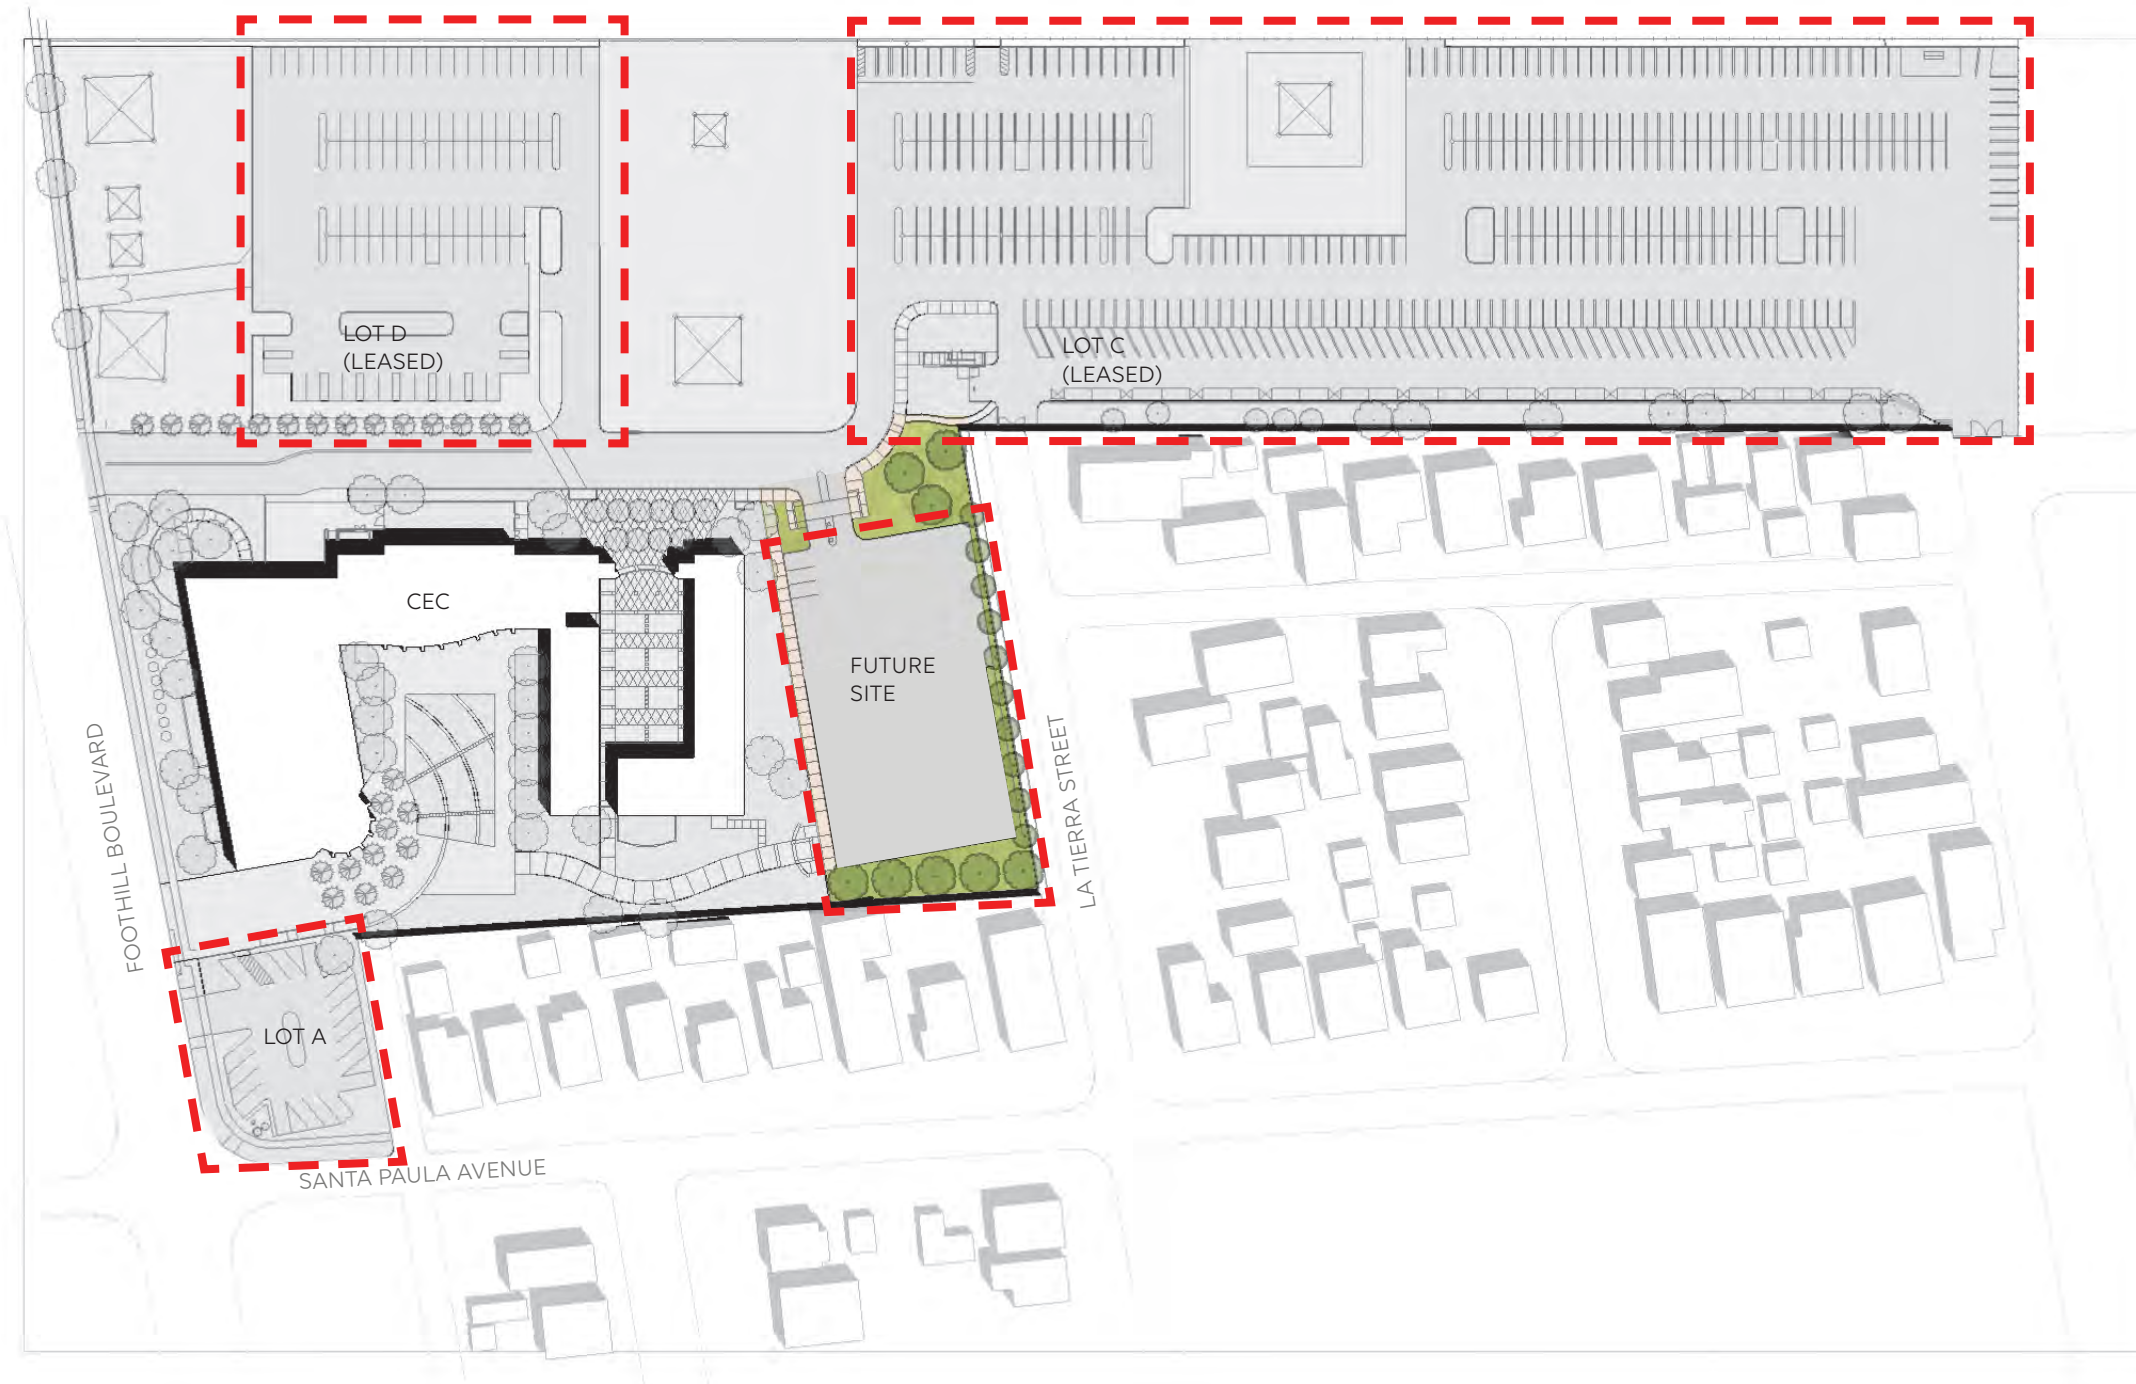 LOT D
(LEASED)
LOT C
(LEASED)
CEC
FUTURE
SITE
FOOTHILL BOULEVARD
LA TIERRA STREET
LOT A
SANTA PAULA AVENUE